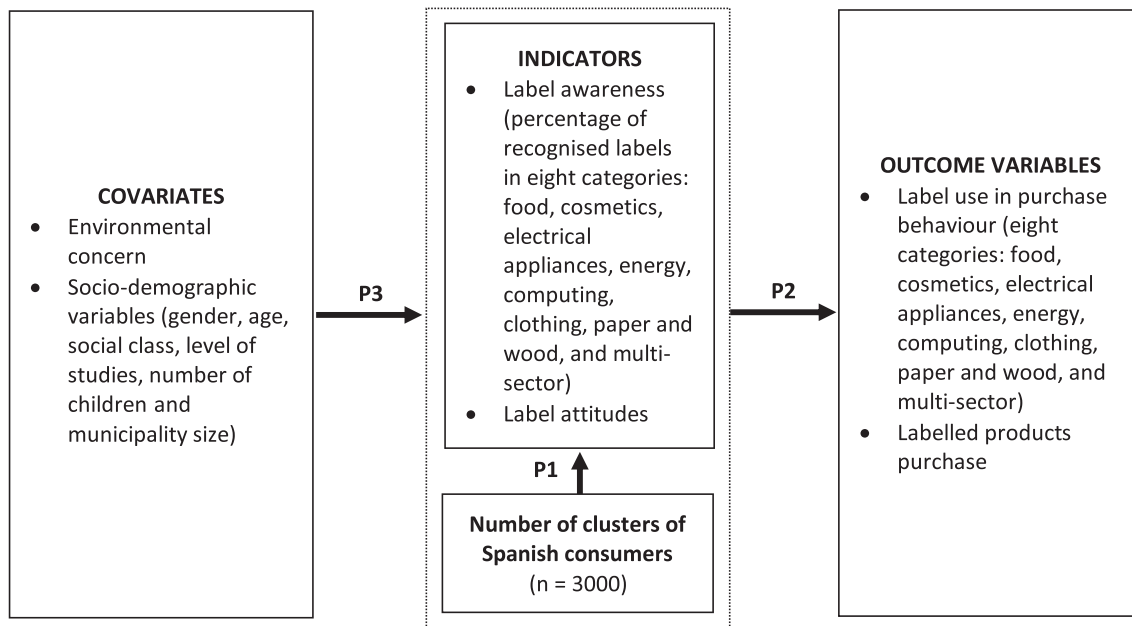 COVARIATES
• Environmental
concern
• Socio-demographic
variables (gender, age,
social class, level of
studies, number of
children and
municipality size)
P3
INDICATORS
• Label awareness
(percentage of
recognised labels
in eight categories:
food, cosmetics,
electrical
appliances, energy,
computing,
clothing, paper and
wood, and multi-
sector)
• Label attitudes
P1
Number of clusters of
Spanish consumers
(n = 3000)
P2
OUTCOME VARIABLES
• Label use in purchase
behaviour (eight
categories: food,
cosmetics, electrical
appliances, energy,
computing, clothing,
paper and wood, and
multi-sector)
• Labelled products
purchase